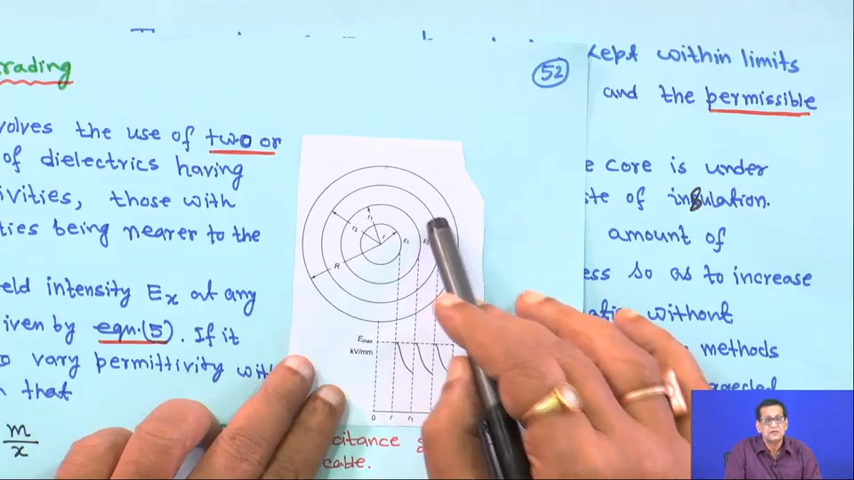 rading
52
kept within limits
and the permissible
volves the use of two or
of dielectrics having
e core is under
ivities, those with
ite of insulation.
ties being nearer to the
amount of
eld intensity Ex at any
ess so as to increase
iven by eqn.(5). If it
without
o vary permittivity wit
methods
n that
m
x
r
r1
r2
R
ε1
ε2
Emax
kV/mm
0 r r1
citance g
cable.